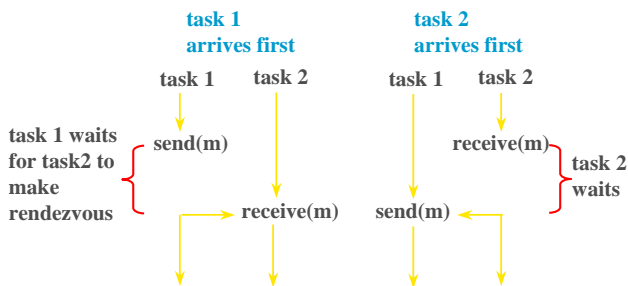 task 1
arrives first
task 2
arrives first
task 1
task 2
task 1
task 2
task 1 waits
for task2 to
make
rendezvous
send(m)
receive(m)
task 2
waits
receive(m)
send(m)